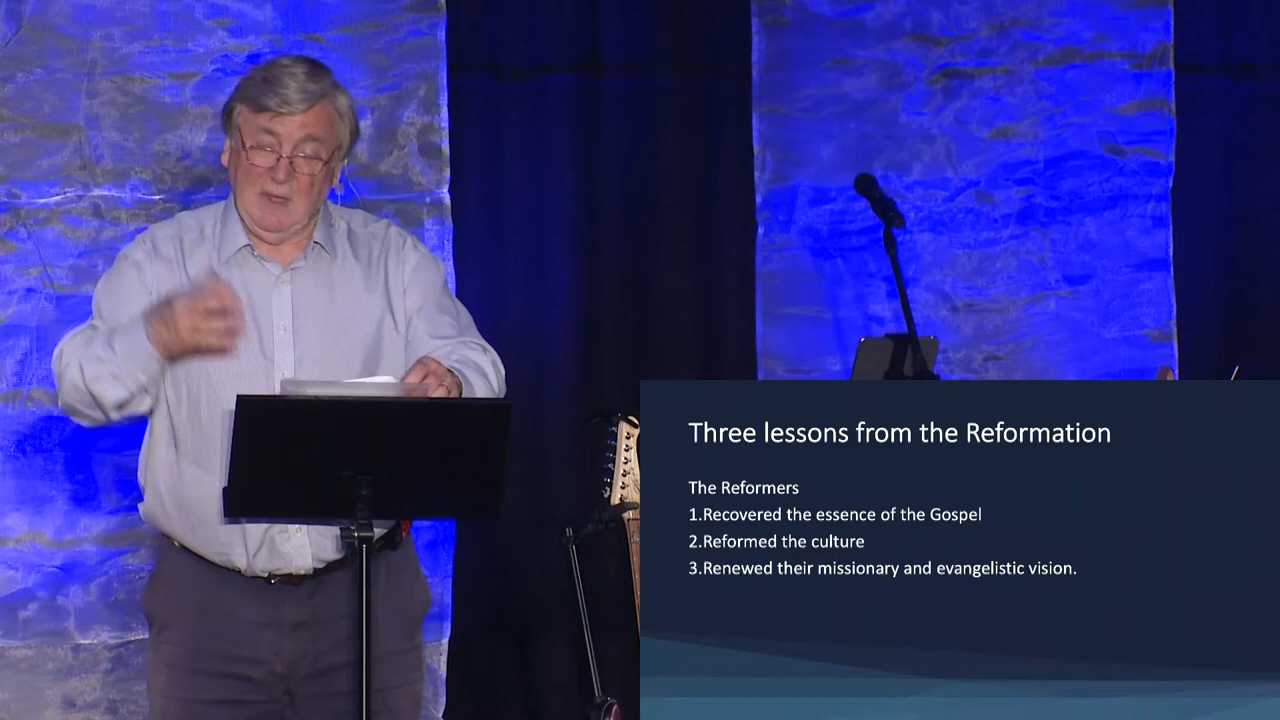 Three lessons from the Reformation
The Reformers
1.Recovered the essence of the Gospel
2.Reformed the culture
3.Renewed their missionary and evangelistic vision.